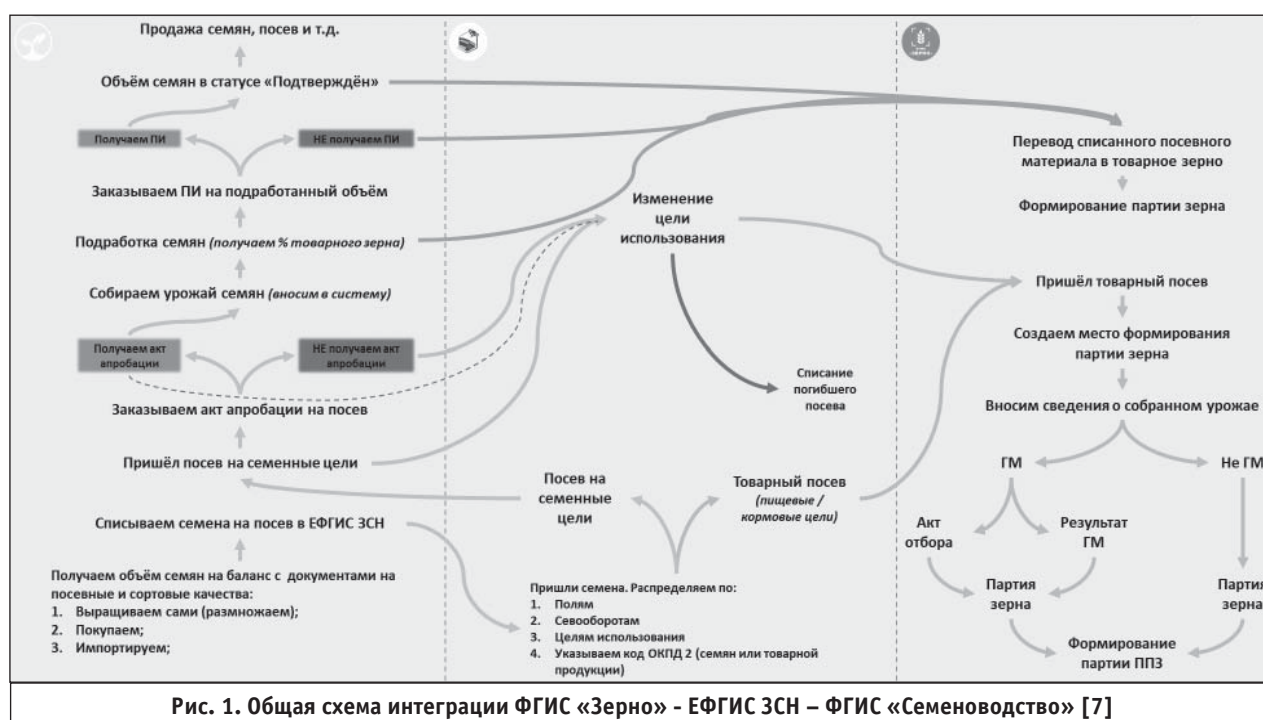 Продажа семян, посев и т.д.
Объём семян в статусе «Подтверждён»
Получаем ПИ
НЕ получаем ПИ
Заказываем ПИ на подработанный объём
Подработка семян (получаем % товарного зерна)
Собираем урожай семян (вносим в систему)
Получаем акт
апробации
НЕ получаем акт
апробации
Заказываем акт апробации на посев
Пришёл посев на семенные цели
Списываем семена на посев в ЕФГИС ЗСН
Получаем объём семян на баланс с документами на
посевные и сортовые качества:
1. Выращиваем сами (размножаем);
2. Покупаем;
3. Импортируем;
Изменение
цели
использования
Списание
погибшего
посева
Посев на
семенные
цели
Товарный посев
(пищевые /
кормовые цели)
Пришли семена. Распределяем по:
1. Полям
2. Севооборотам
3. Целям использования
4. Указываем код ОКПД 2 (семян или товарной
продукции)
Перевод списанного посевного
материала в товарное зерно
Формирование партии зерна
Пришёл товарный посев
Создаем место формирования
партии зерна
Вносим сведения о собранном урожае
ГМ
Не ГМ
Акт
отбора
Результат
ГМ
Партия
зерна
Партия
зерна
Формирование
партии ППЗ
Рис. 1. Общая схема интеграции ФГИС «Зерно» - ЕФГИС ЗСН – ФГИС «Семеноводство» [7]